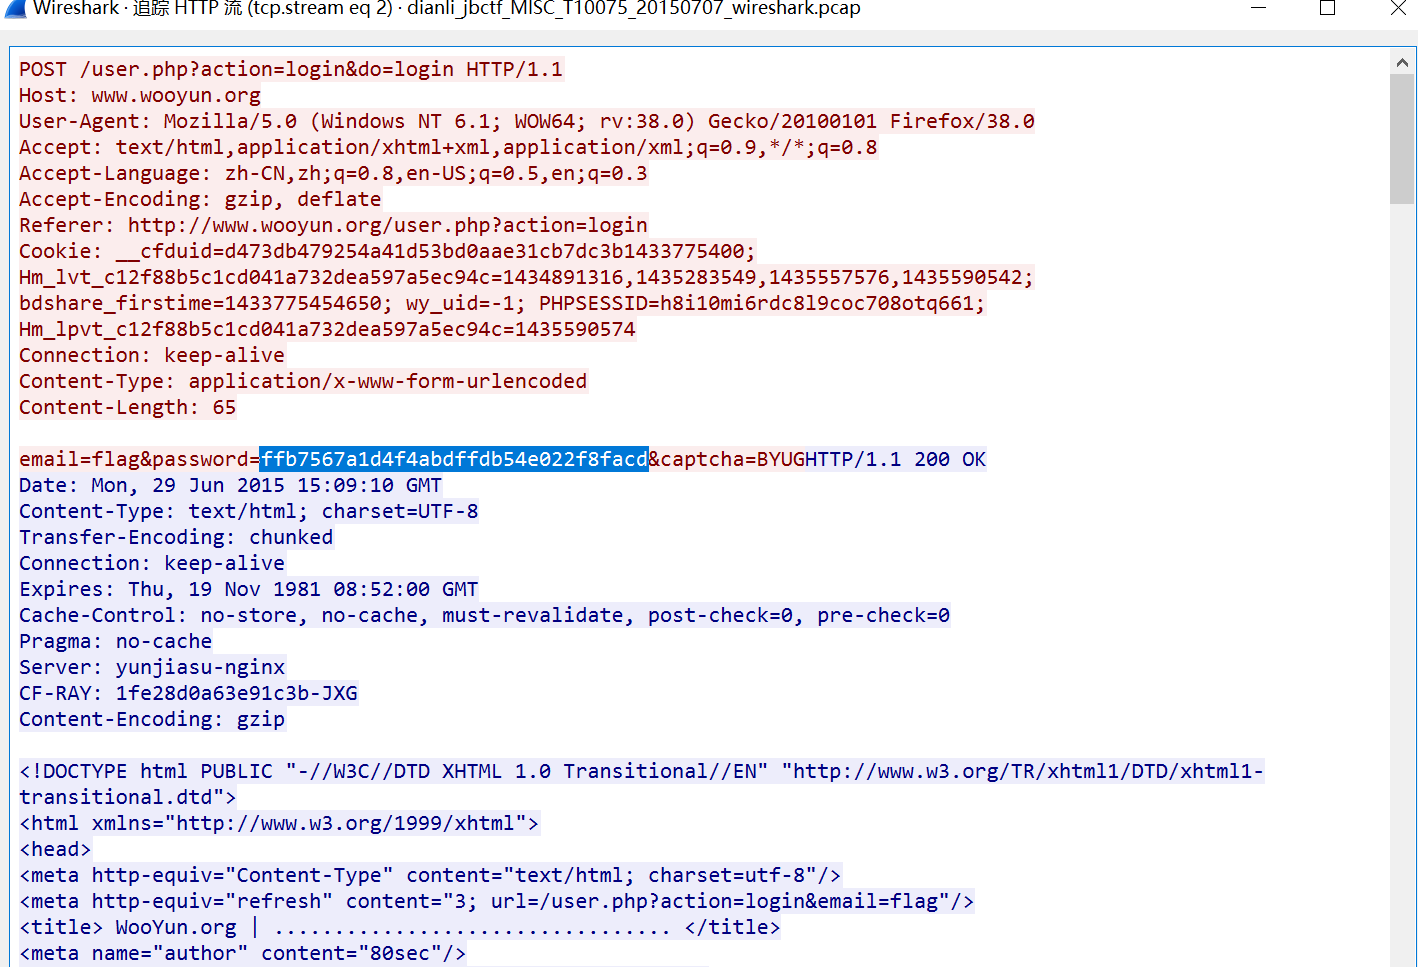 Wireshark · 追踪 HTTP 流 (tcp.stream eq 2) · dianli_jbctf_MISC_T10075_20150707_wireshark.pcap
POST /user.php?action=login&do=login HTTP/1.1
Host: www.wooyun.org
User-Agent: Mozilla/5.0 (Windows NT 6.1; WOW64; rv:38.0) Gecko/20100101 Firefox/38.0
Accept: text/html,application/xhtml+xml,application/xml;q=0.9,*/*;q=0.8
Accept-Language: zh-CN,zh;q=0.8,en-US;q=0.5,en;q=0.3
Accept-Encoding: gzip, deflate
Referer: http://www.wooyun.org/user.php?action=login
Cookie: __cfduid=d473db479254a41d53bd0aae31cb7dc3b1433775400;
Hm_lvt_c12f88b5c1cd041a732dea597a5ec94c=1434891316,1435283549,1435557576,1435590542;
bdshare_firstime=1433775454650; wy_uid=-1; PHPSESSID=h8i10mi6rdc8l9coc708otq661;
Hm_lpvt_c12f88b5c1cd041a732dea597a5ec94c=1435590574
Connection: keep-alive
Content-Type: application/x-www-form-urlencoded
Content-Length: 65
email=flag&password=ffb7567a1d4f4abdffdb54e022f8facd&captcha=BYUGHTTP/1.1 200 OK
Date: Mon, 29 Jun 2015 15:09:10 GMT
Content-Type: text/html; charset=UTF-8
Transfer-Encoding: chunked
Connection: keep-alive
Expires: Thu, 19 Nov 1981 08:52:00 GMT
Cache-Control: no-store, no-cache, must-revalidate, post-check=0, pre-check=0
Pragma: no-cache
Server: yunjiasu-nginx
CF-RAY: 1fe28d0a63e91c3b-JXG
Content-Encoding: gzip
<!DOCTYPE html PUBLIC "-//W3C//DTD XHTML 1.0 Transitional//EN" "http://www.w3.org/TR/xhtml1/DTD/xhtml1-
transitional.dtd">
<html xmlns="http://www.w3.org/1999/xhtml">
<head>
<meta http-equiv="Content-Type" content="text/html; charset=utf-8"/>
<meta http-equiv="refresh" content="3; url=/user.php?action=login&email=flag"/>
<title> WooYun.org | ................................. </title>
<meta name="author" content="80sec"/>